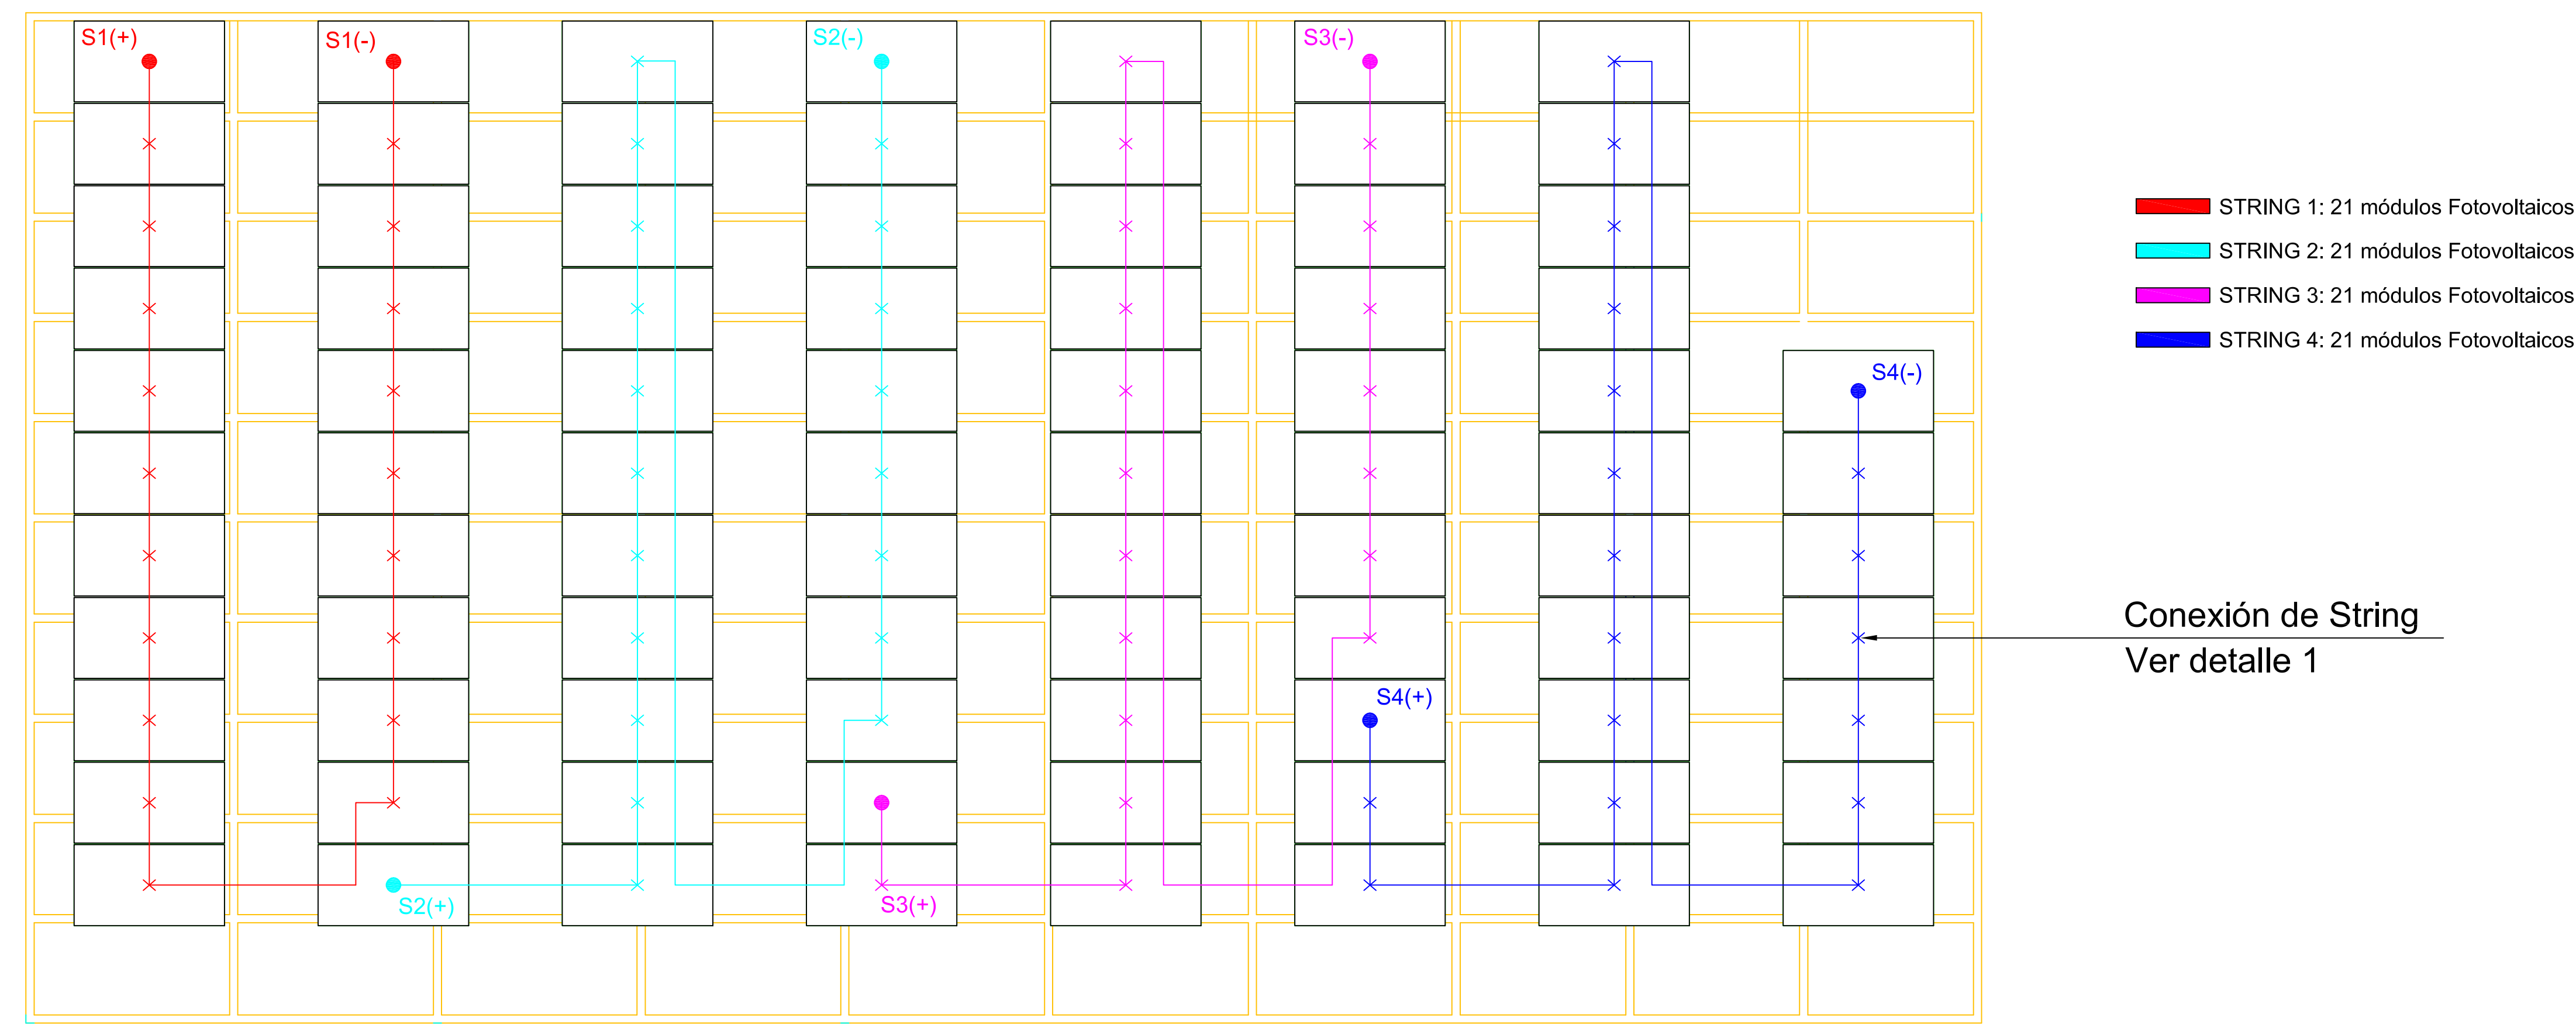 S1(+)
S1(-)
S2(-)
S3(-)
STRING 1: 21 módulos Fotovoltaicos
STRING 2: 21 módulos Fotovoltaicos
STRING 3: 21 módulos Fotovoltaicos
STRING 4: 21 módulos Fotovoltaicos
S4(-)
Conexión de String
Ver detalle 1
S4(+)
S2(+)
S3(+)